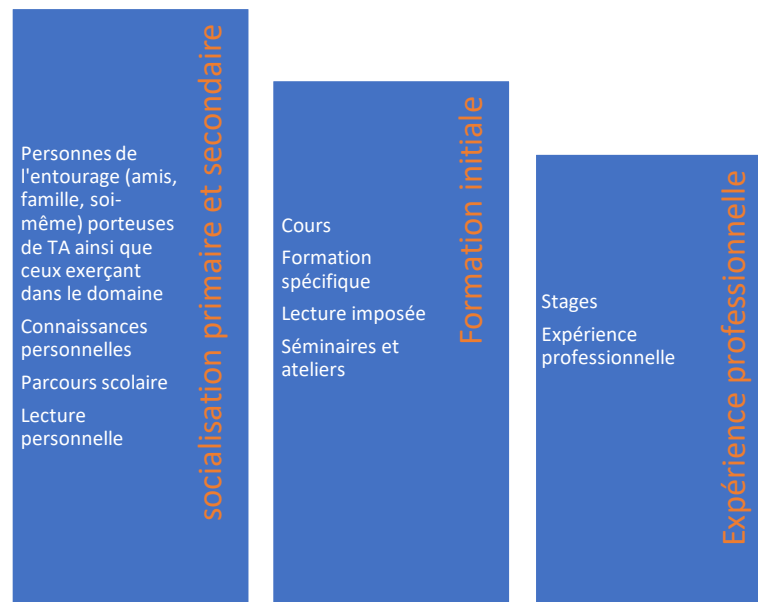 socialisation primaire et secondaire
Personnes de
l'entourage (amis,
famille, soi-
même) porteuses
de TA ainsi que
ceux exerçant
dans le domaine
Connaissances
personnelles
Parcours scolaire
Lecture
personnelle
Formation initiale
Cours
Formation
spécifique
Lecture imposée
Séminaires et
ateliers
Expérience professionnelle
Stages
Expérience
professionnelle